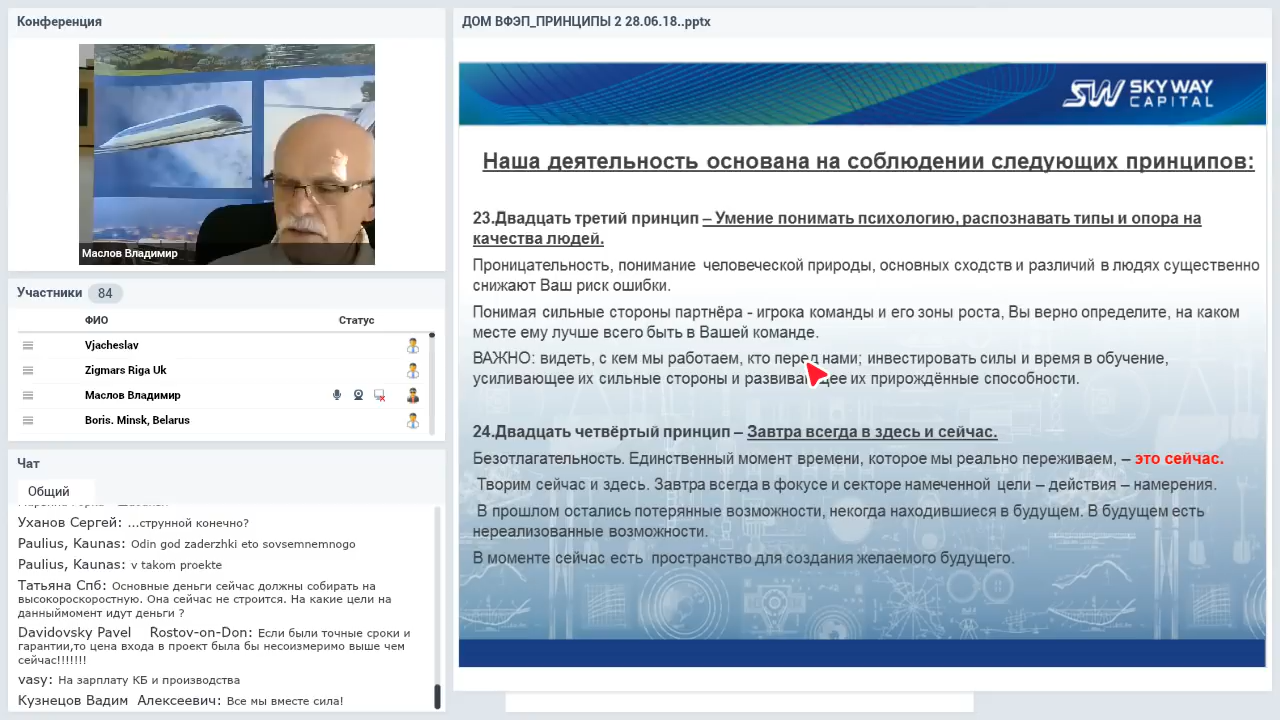 Конференция
Маслов Владимир
Участники 84
ФИО Статус
Vjacheslav
Zigmars Riga Uk
Маслов Владимир
Boris. Minsk, Belarus
Чат
Общий
Уханов Сергей: ...струнной конечно?
Paulius, Kaunas: Odin god zaderzhki eto sovsemnemnogo
Paulius, Kaunas: v takom proekte
Татьяна Спб: Основные деньги сейчас должны собирать на
высокороскоростную. Она сейчас не строится. На какие цели на
данныймомент идут деньги ?
Davidovsky Pavel Rostov-on-Don: Если были точные сроки и
гарантии,то цена входа в проект была бы несоизмеримо выше чем
сейчас!!!!!!!
vasy: На зарплату КБ и производства
Кузнецов Вадим Алексеевич: Все мы вместе сила!
ДОМ ВФЭП_ПРИНЦИПЫ 2 28.06.18..pptx
SW SKY WAY
CAPITAL
Наша деятельность основана на соблюдении следующих принципов:
23.Двадцать третий принцип – Умение понимать психологию, распознавать типы и опора на
качества людей.
Проницательность, понимание человеческой природы, основных сходств и различий в людях существенно
снижают Ваш риск ошибки.
Понимая сильные стороны партнёра - игрока команды и его зоны роста, Вы верно определите, на каком
месте ему лучше всего быть в Вашей команде.
ВАЖНО: видеть, с кем мы работаем, кто перед нами; инвестировать силы и время в обучение,
усиливающее их сильные стороны и развивающее их прирождённые способности.
24.Двадцать четвёртый принцип – Завтра всегда в здесь и сейчас.
Безотлагательность. Единственный момент времени, которое мы реально переживаем, – это сейчас.
Творим сейчас и здесь. Завтра всегда в фокусе и секторе намеченной цели – действия – намерения.
В прошлом остались потерянные возможности, некогда находившиеся в будущем. В будущем есть
нереализованные возможности.
В моменте сейчас есть пространство для создания желаемого будущего.